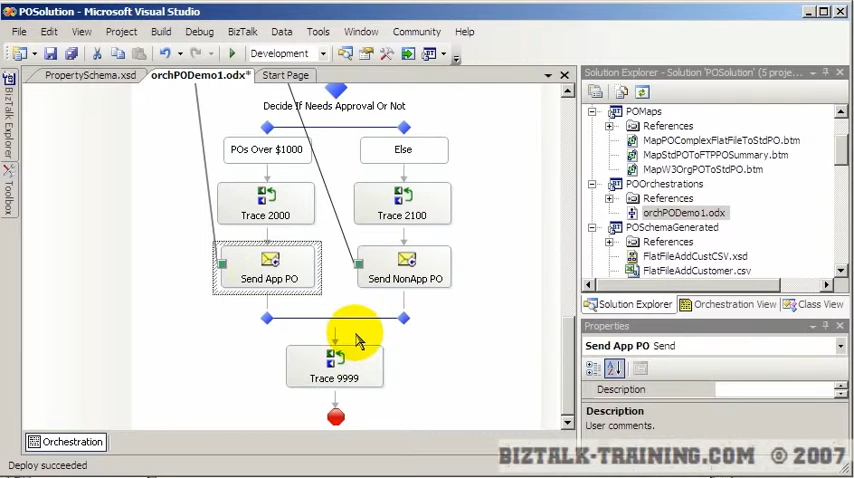 POSolution - Microsoft Visual Studio
File Edit View Project Build Debug BizTalk Data Tools Window Community Help
Development
PropertySchema.xsd orchPODemo1.odx* Start Page
BizTalk Explorer
Toolbox
Decide If Needs Approval Or Not
POs Over $1000 Else
Trace 2000 Trace 2100
Send App PO Send NonApp PO
Trace 9999
Orchestration
Deploy succeeded
Solution Explorer - Solution 'POSolution' (5 proje...
POMaps
References
MapPOComplexFlatFileToStdPO.btm
MapStdPOToFTPPOSummary.btm
MapW3OrgPOToStdPO.btm
POOrchestrations
References
orchPODemo1.odx
POSchemaGenerated
References
FlatFileAddCustCSV.xsd
FlatFileAddCustomer.csv
Solution Explorer Orchestration View Class View
Properties
Send App PO Send
Description
Description
User comments.
BIZTALK-TRAINING.COM © 2007